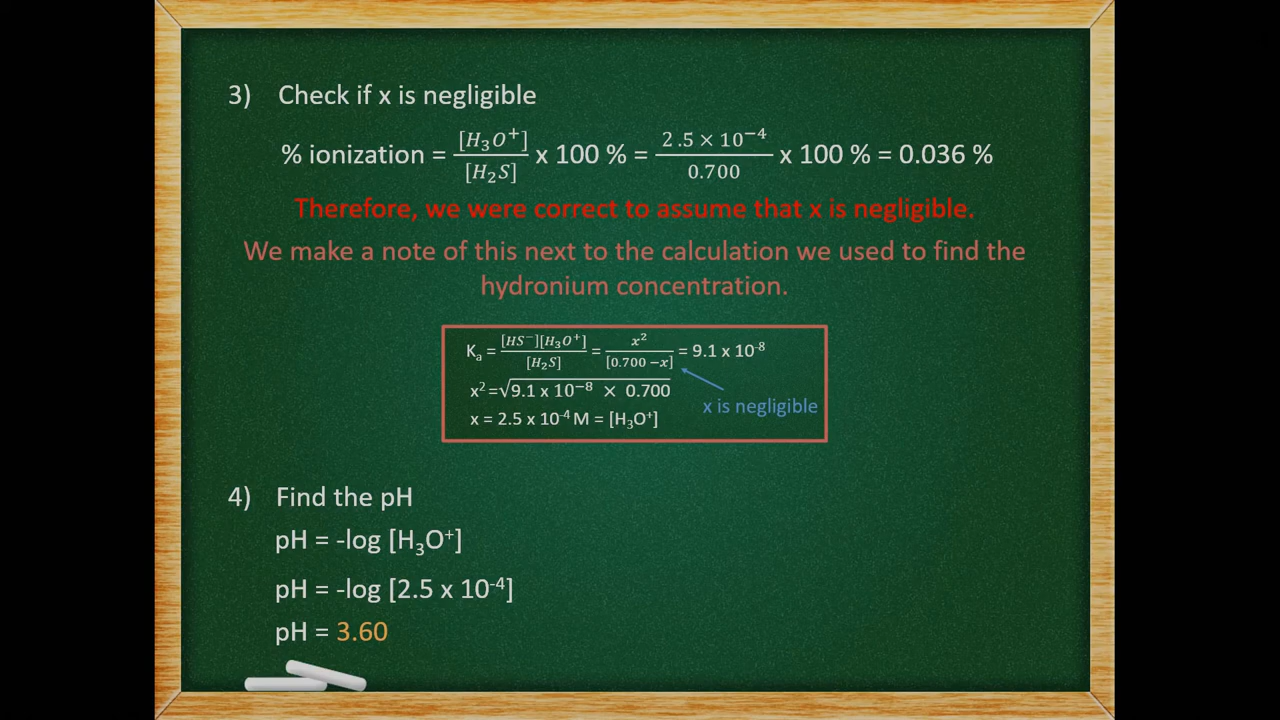 3) Check if x is negligible
% ionization = [H₃O⁺]/[H₂S] x 100 % = 2.5 × 10⁻⁴/0.700 x 100 % = 0.036 %
Therefore, we were correct to assume that x is negligible.
We make a note of this next to the calculation we used to find the
hydronium concentration.
Kₐ = [HS⁻][H₃O⁺]/[H₂S] = x²/[0.700 −x] = 9.1 x 10⁻⁸
x² =√9.1 x 10⁻⁸ × 0.700
x is negligible
x = 2.5 x 10⁻⁴ M = [H₃O⁺]
4) Find the pH
pH = -log [H₃O⁺]
pH = -log [2.5 x 10⁻⁴]
pH = 3.60